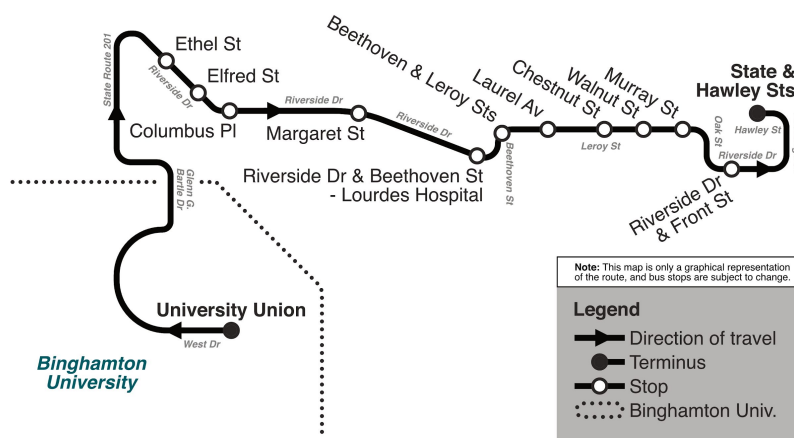 Ethel St
Elfred St
Columbus Pl
Margaret St
Riverside Dr & Beethoven St
- Lourdes Hospital
Beethoven & Leroy Sts
Laurel Av
Chestnut St
Walnut St
Murray St
Riverside Dr
& Front St
State &
Hawley Sts
State Route 201
Riverside Dr
Riverside Dr
Riverside Dr
Beethoven St
Leroy St
Oak St
Riverside Dr
Hawley St
Glenn G.
Bartle Dr
University Union
West Dr
Binghamton
University
Note: This map is only a graphical representation
of the route, and bus stops are subject to change.
Legend
Direction of travel
Terminus
Stop
Binghamton Univ.